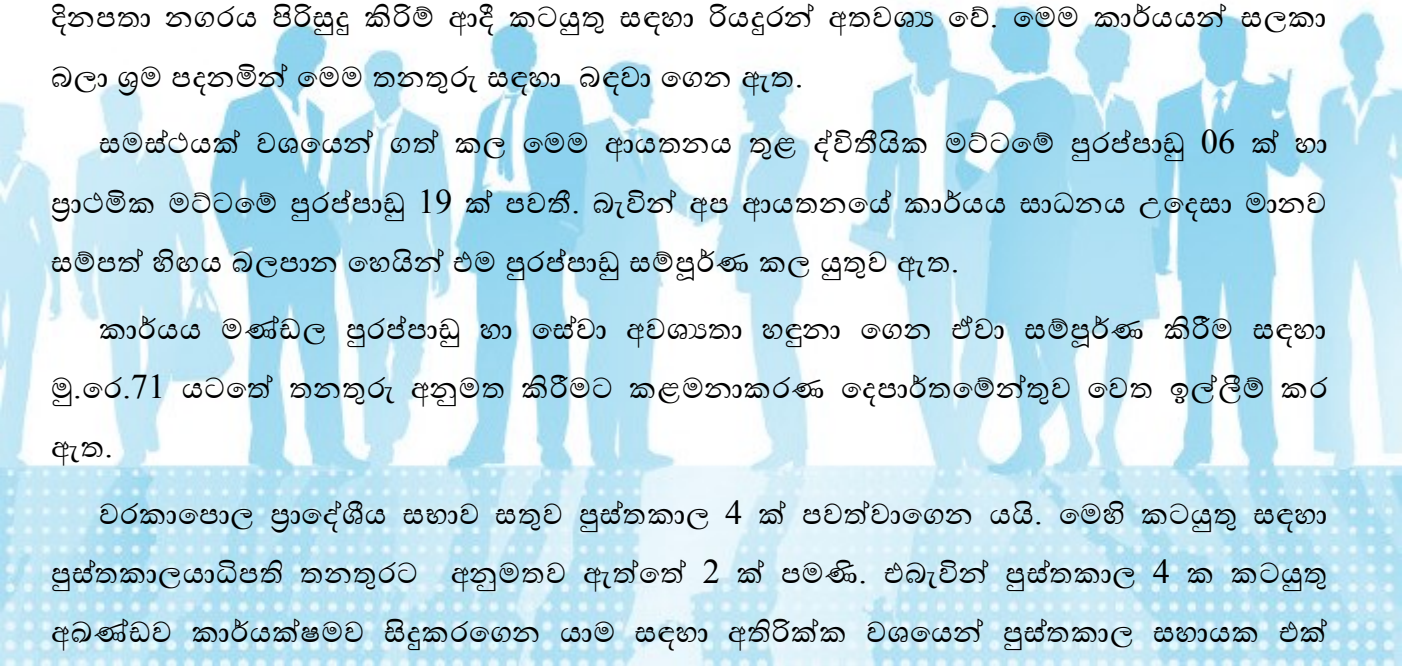 දිනපතා නගරය පිරිසුදු කිරිම් ආදී කටයුතු සඳහා රියදුරන් අත්‍යවශ්‍ය වේ. මෙම කාර්යයන් සලකා
බලා ශ්‍රම පදනමින් මෙම තනතුරු සඳහා බඳවා ගෙන ඇත.
සමස්ථයක් වශයෙන් ගත් කල මෙම ආයතනය තුළ ද්විතීයික මට්ටමේ පුරප්පාඩු 06 ක් හා
ප්‍රාථමික මට්ටමේ පුරප්පාඩු 19 ක් පවතී. බැවින් අප ආයතනයේ කාර්යය සාධනය උදෙසා මානව
සම්පත් හිඟය බලපාන හෙයින් එම පුරප්පාඩු සම්පූර්ණ කල යුතුව ඇත.
කාර්යය මණ්ඩල පුරප්පාඩු හා සේවා අවශ්‍යතා හඳුනා ගෙන ඒවා සම්පූර්ණ කිරීම සඳහා
මු.රෙ.71 යටතේ තනතුරු අනුමත කිරීමට කළමනාකරණ දෙපාර්තමේන්තුව වෙත ඉල්ලීම් කර
ඇත.
වරකාපොල ප්‍රාදේශීය සභාව සතුව පුස්තකාල 4 ක් පවත්වාගෙන යයි. මෙහි කටයුතු සඳහා
පුස්තකාලයාධිපති තනතුරට අනුමතව ඇත්තේ 2 ක් පමණි. එබැවින් පුස්තකාල 4 ක කටයුතු
අඛණ්ඩව කාර්යක්ෂමව සිදුකරගෙන යාම සඳහා අතිරික්ක වශයෙන් පුස්තකාල සහායක එක්